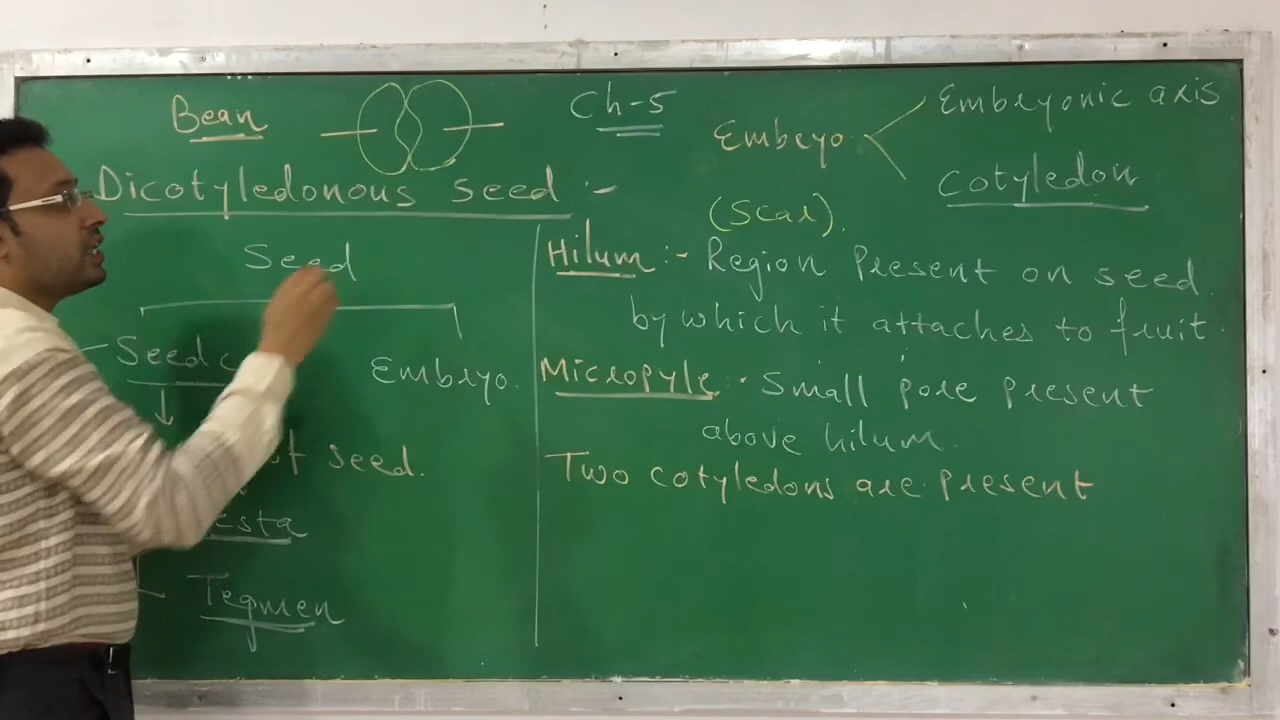 Bean
Ch-5
Embryo
Embryonic axis
Cotyledon
Dicotyledonous seed :-
Seed
Seed
Embryo.
seed.
Tegmen
(Scar).
Hilum :- Region Present on seed
by which it attaches to fruit.
Micropyle. Small pore present
above hilum.
Two cotyledons are present